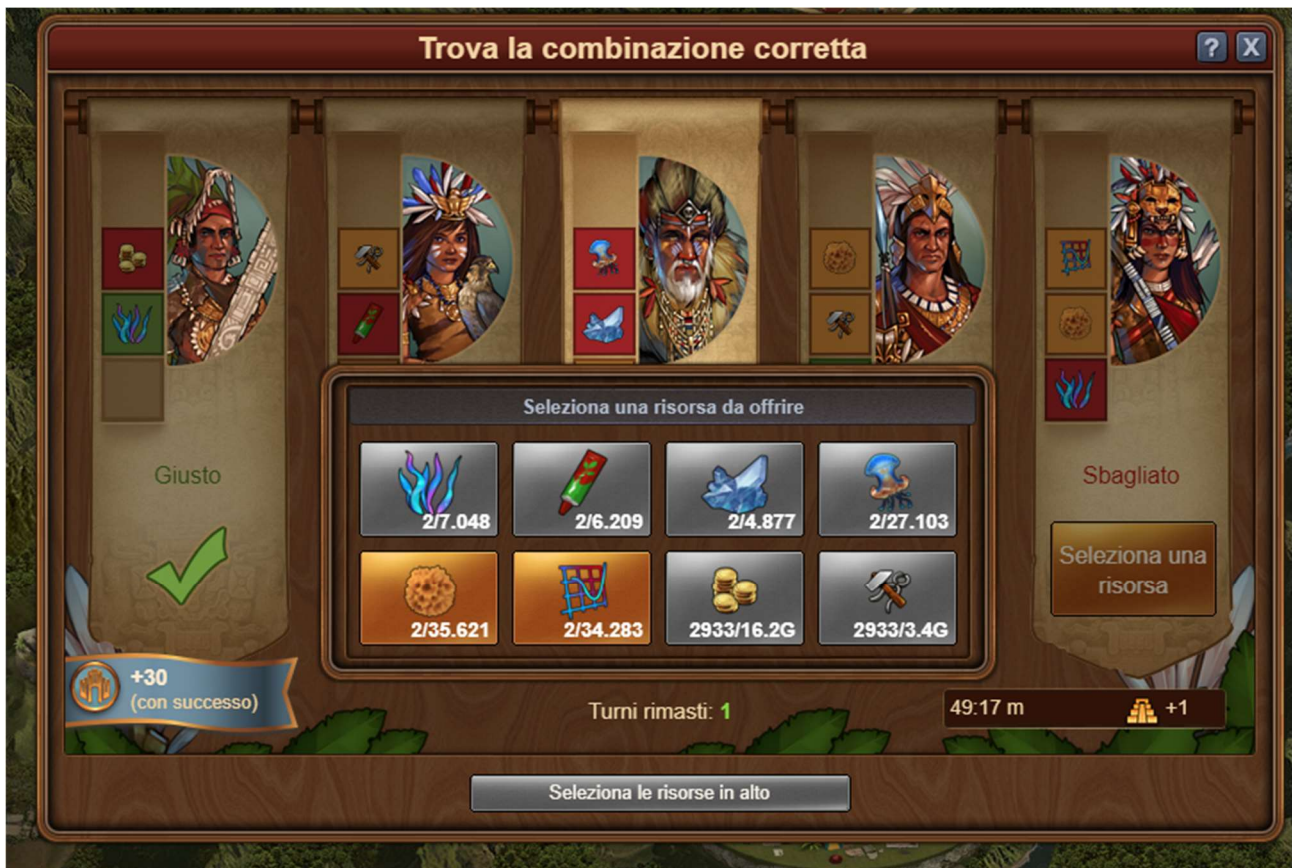 Trova la combinazione corretta
? X
Seleziona una risorsa da offrire
Giusto
Sbagliato
2/7.048 2/6.209 2/4.877 2/27.103
Seleziona una
risorsa
2/35.621 2/34.283 2933/16.2G 2933/3.4G
+30
(con successo)
Turni rimasti: 1
49:17 m +1
Seleziona le risorse in alto